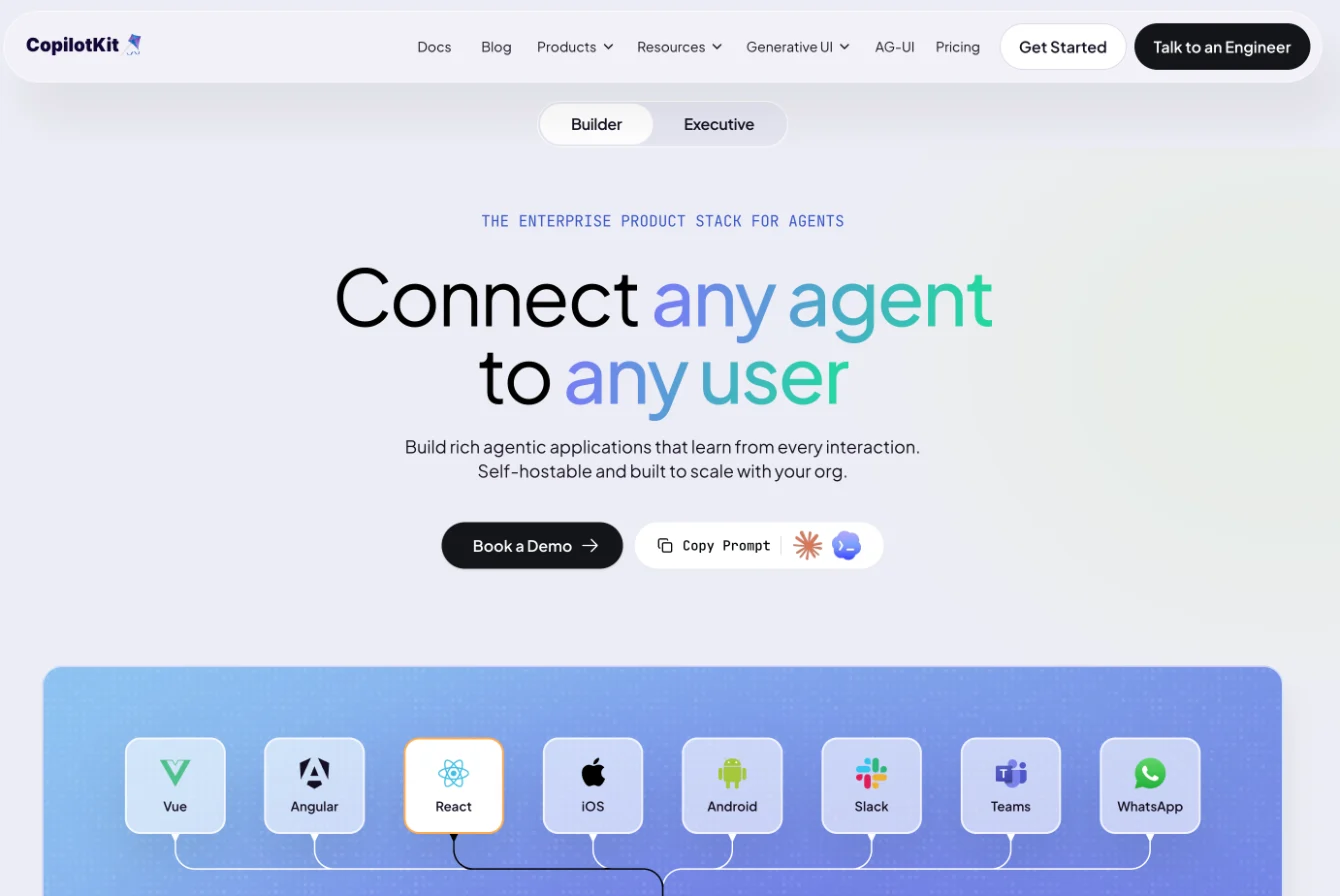 CopilotKit
Docs
Blog
Products
Resources
Generative UI
AG-UI
Pricing
Get Started
Talk to an Engineer
Builder
Executive
THE ENTERPRISE PRODUCT STACK FOR AGENTS
Connect any agent
to any user
Build rich agentic applications that learn from every interaction.
Self-hostable and built to scale with your org.
Book a Demo
Copy Prompt
Vue
Angular
React
iOS
Android
Slack
Teams
WhatsApp